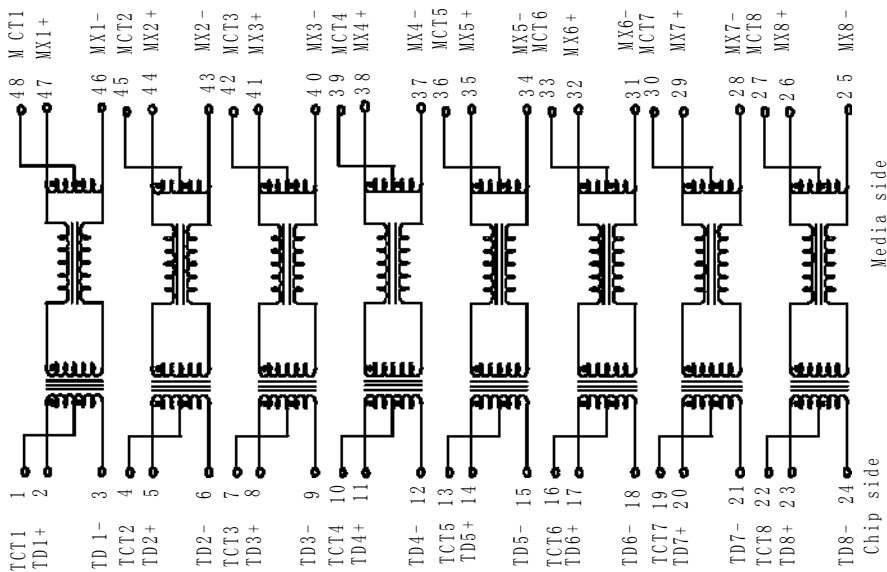 M CT1
MX1+
MX1-
MCT2
MX2+
MX2-
MCT3
MX3+
MX3-
MCT4
MX4+
MX4-
MCT5
MX5+
MX5-
MCT6
MX6+
MX6-
MCT7
MX7+
MX7-
MCT8
MX8+
MX8-
48
47
46
45
44
43
42
41
40
39
38
37
36
35
34
33
32
31
30
29
28
27
26
25
Media side
1
2
3
4
5
6
7
8
9
10
11
12
13
14
15
16
17
18
19
20
21
22
23
24
TCT1
TD1+
TD1-
TCT2
TD2+
TD2-
TCT3
TD3+
TD3-
TCT4
TD4+
TD4-
TCT5
TD5+
TD5-
TCT6
TD6+
TD6-
TCT7
TD7+
TD7-
TCT8
TD8+
TD8-
Chip side